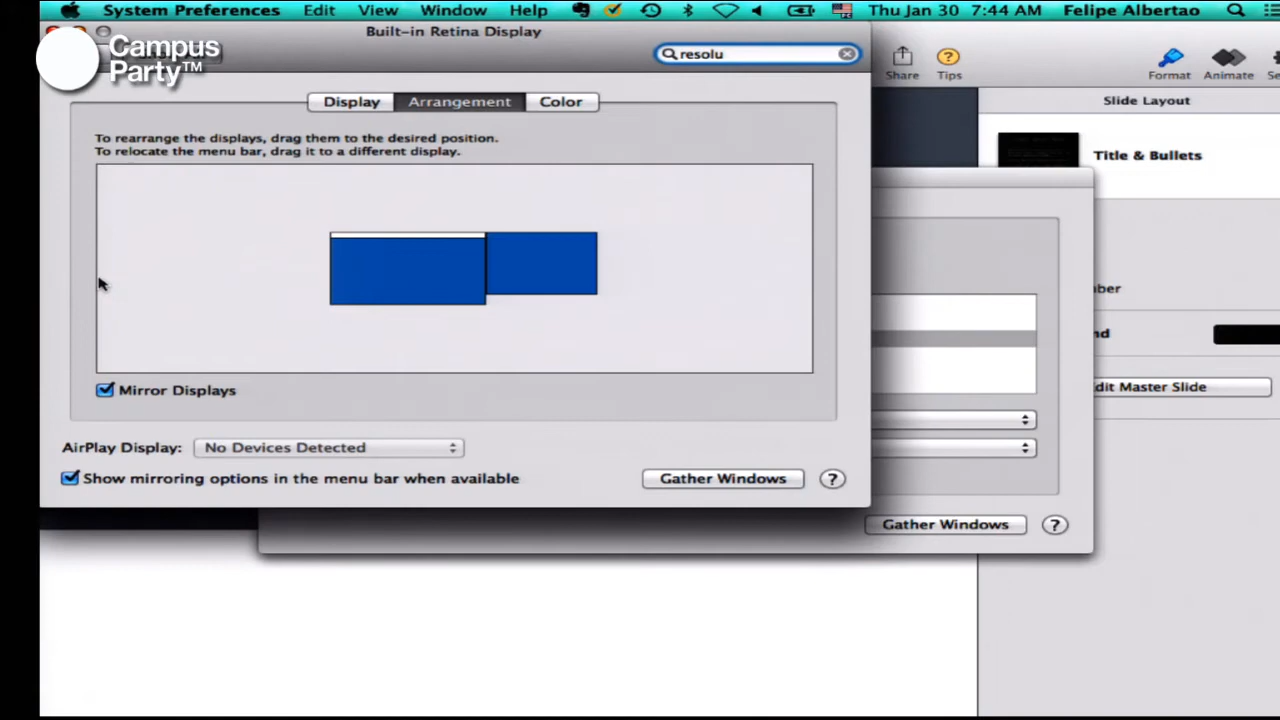 System Preferences Edit View Window Help Thu Jan 30 7:44 AM Felipe Albertao
Built-in Retina Display
Campus
Party™
resolu
Share Tips Format Animate
Display Arrangement Color
Slide Layout
To rearrange the displays, drag them to the desired position.
To relocate the menu bar, drag it to a different display.
Title & Bullets
Mirror Displays
dit Master Slide
AirPlay Display: No Devices Detected
Show mirroring options in the menu bar when available
Gather Windows ?
Gather Windows ?